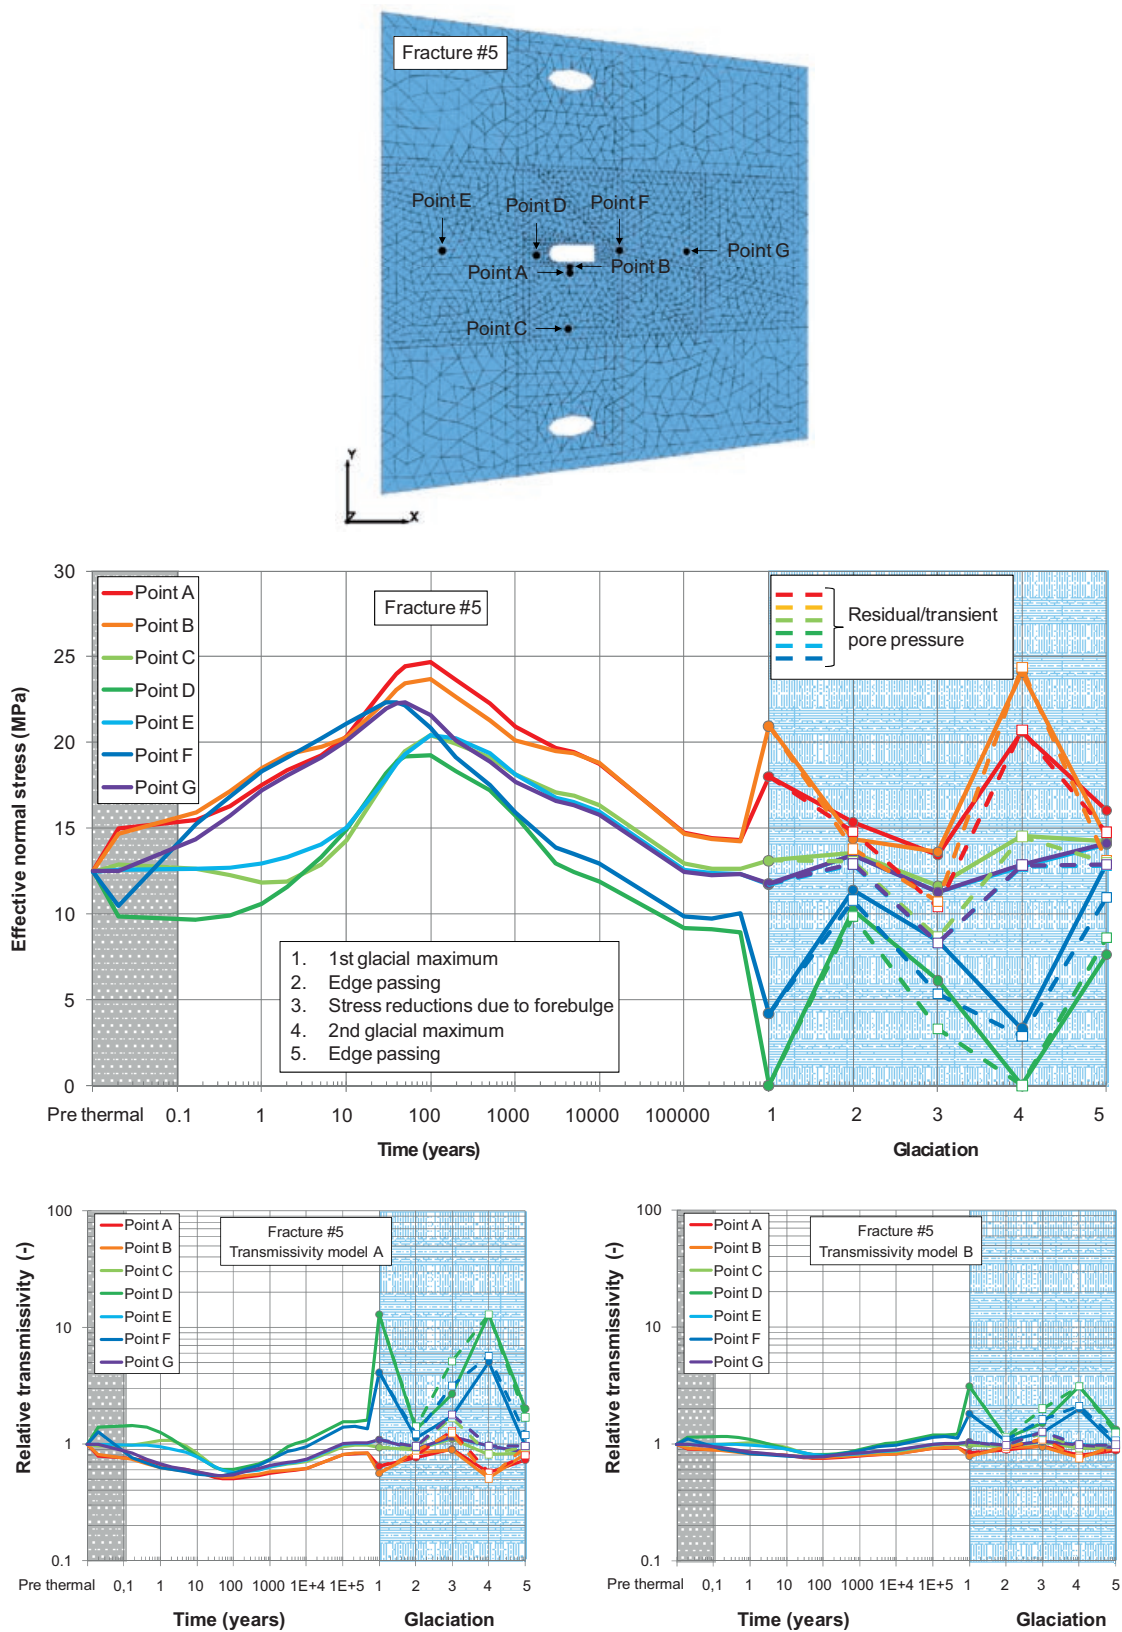 Fracture #5
Point E
Point D
Point F
Point G
Point A
Point B
Point C
Y
Z
X
30
25
20
15
10
5
0
Effective normal stress (MPa)
Point A
Point B
Point C
Point D
Point E
Point F
Point G
Fracture #5
Residual/transient
pore pressure
1. 1st glacial maximum
2. Edge passing
3. Stress reductions due to forebulge
4. 2nd glacial maximum
5. Edge passing
Pre thermal 0.1 1 10 100 1000 10000 100000 1 2 3 4 5
Time (years) Glaciation
100
10
1
0.1
Relative transmissivity (-)
Point A
Point B
Point C
Point D
Point E
Point F
Point G
Fracture #5
Transmissivity model A
Pre thermal 0,1 1 10 100 1000 1E+4 1E+5 1 2 3 4 5
Time (years) Glaciation
100
10
1
0.1
Relative transmissivity (-)
Point A
Point B
Point C
Point D
Point E
Point F
Point G
Fracture #5
Transmissivity model B
Pre thermal 0,1 1 10 100 1000 1E+4 1E+5 1 2 3 4 5
Time (years) Glaciation